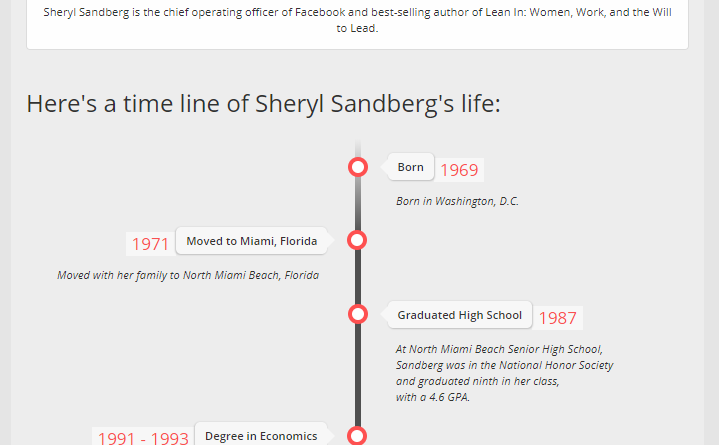 Sheryl Sandberg is the chief operating officer of Facebook and best-selling author of Lean In: Women, Work, and the Will
to Lead.
Here's a time line of Sheryl Sandberg's life:
Born 1969
Born in Washington, D.C.
1971 Moved to Miami, Florida
Moved with her family to North Miami Beach, Florida
Graduated High School 1987
At North Miami Beach Senior High School,
Sandberg was in the National Honor Society
and graduated ninth in her class,
with a 4.6 GPA.
1991 - 1993 Degree in Economics